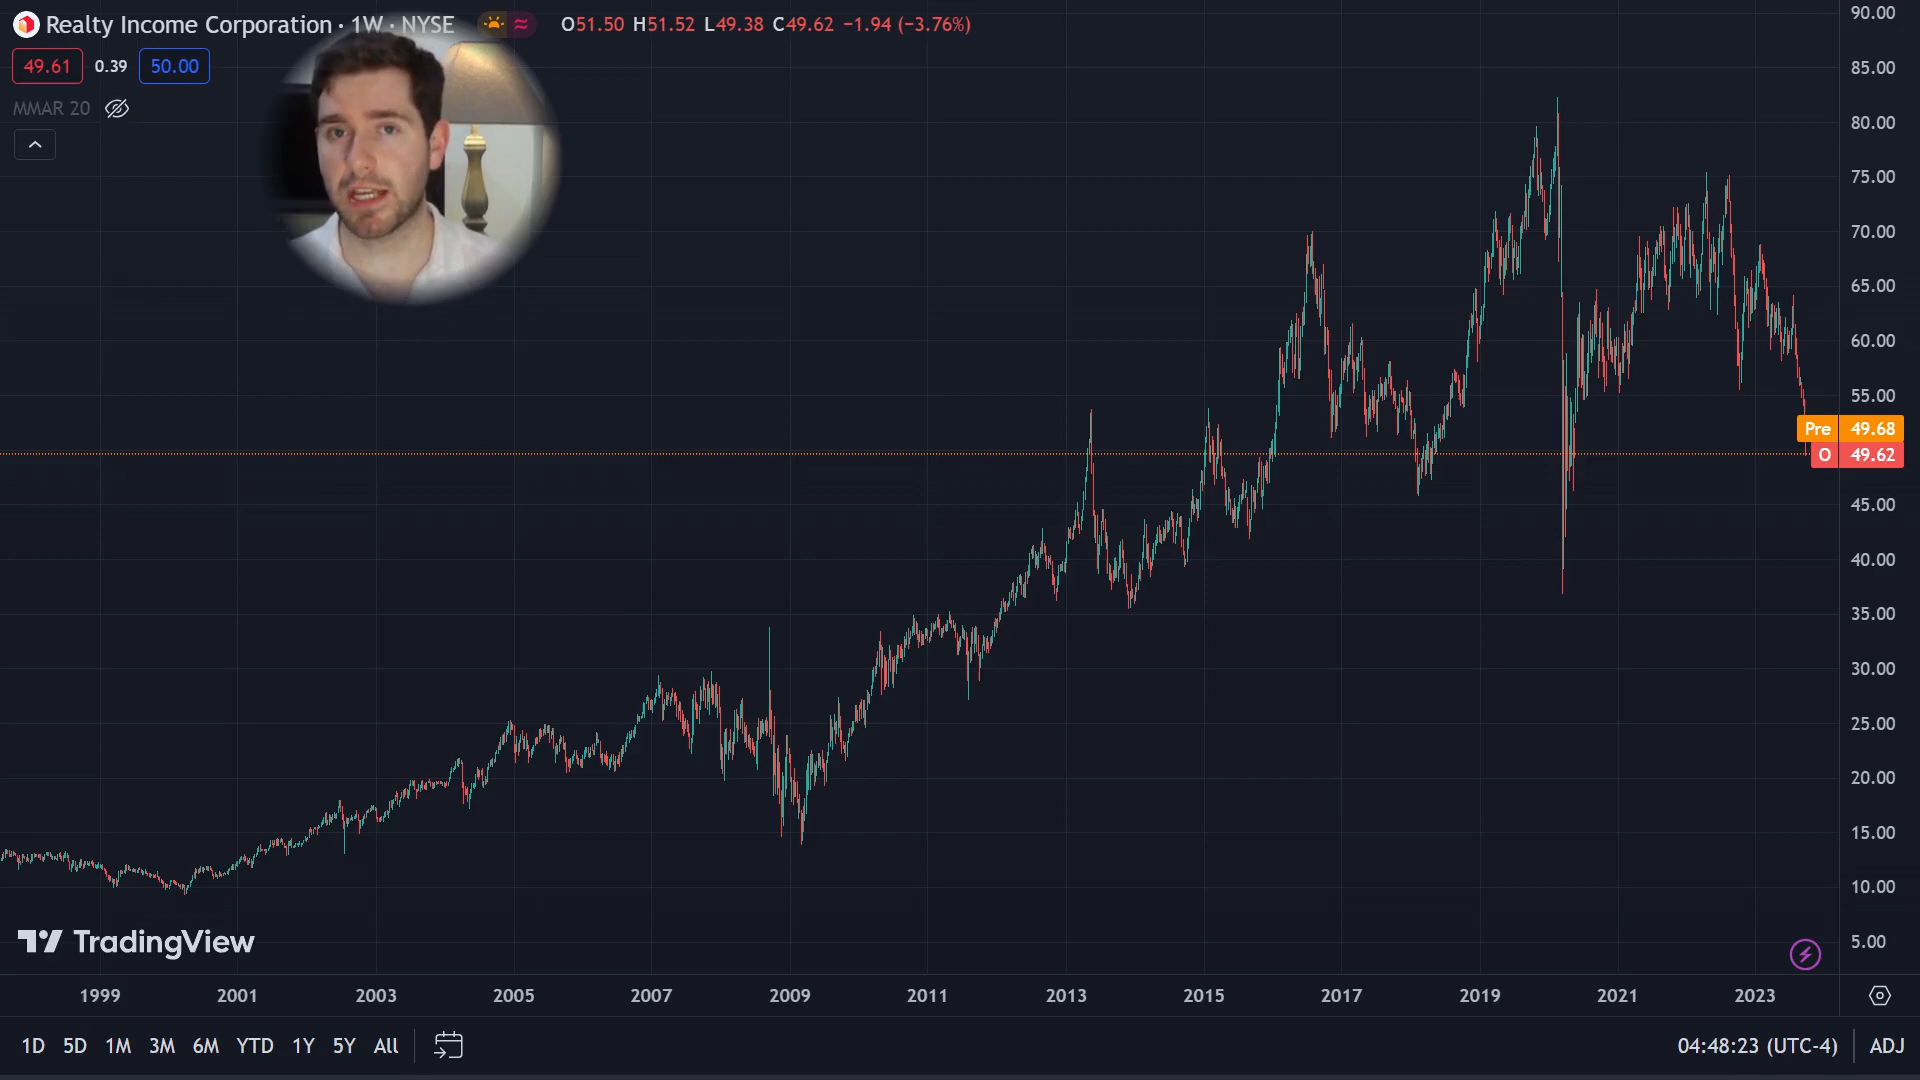 Realty Income Corporation · 1W · NYSE O51.50 H51.52 L49.38 C49.62 −1.94 (−3.76%)
49.61 0.39 50.00
MMAR 20
90.00
85.00
80.00
75.00
70.00
65.00
60.00
55.00
Pre 49.68
O 49.62
45.00
40.00
35.00
30.00
25.00
20.00
15.00
10.00
5.00
TradingView
1999 2001 2003 2005 2007 2009 2011 2013 2015 2017 2019 2021 2023
1D 5D 1M 3M 6M YTD 1Y 5Y All 04:48:23 (UTC-4) ADJ